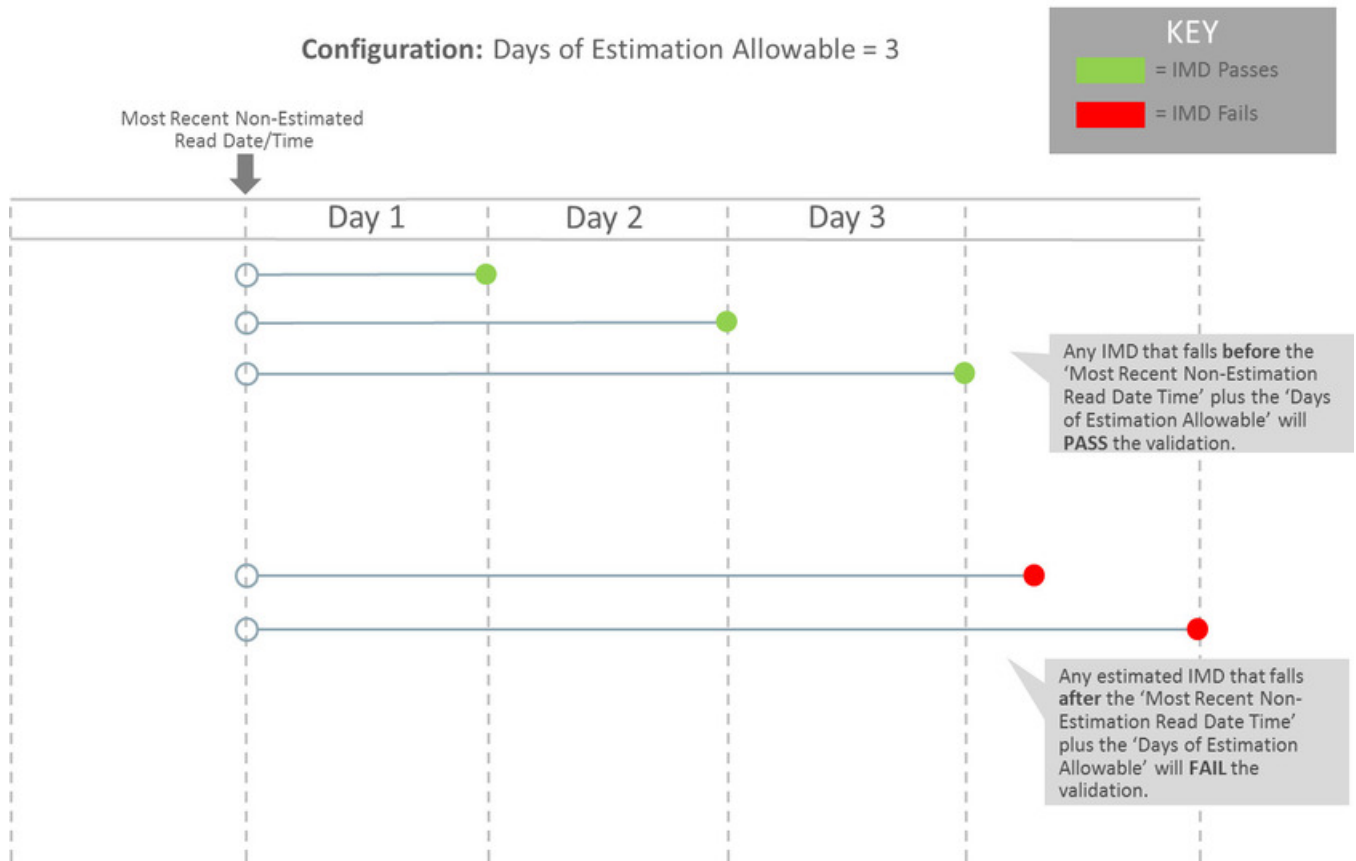 Configuration: Days of Estimation Allowable = 3
KEY
= IMD Passes
= IMD Fails
Most Recent Non-Estimated
Read Date/Time
Day 1
Day 2
Day 3
Any IMD that falls before the
‘Most Recent Non-Estimation
Read Date Time’ plus the ‘Days
of Estimation Allowable’ will
PASS the validation.
Any estimated IMD that falls
after the ‘Most Recent Non-
Estimation Read Date Time’
plus the ‘Days of Estimation
Allowable’ will FAIL the
validation.